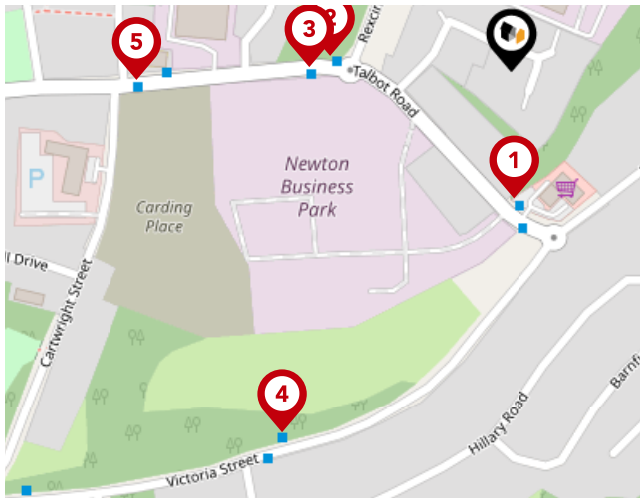 5
3
2
Rexcin
Talbot Road
1
P
Newton
Business
Park
Carding
Place
ll Drive
Cartwright Street
4
Victoria Street
Hillary Road
Barnf